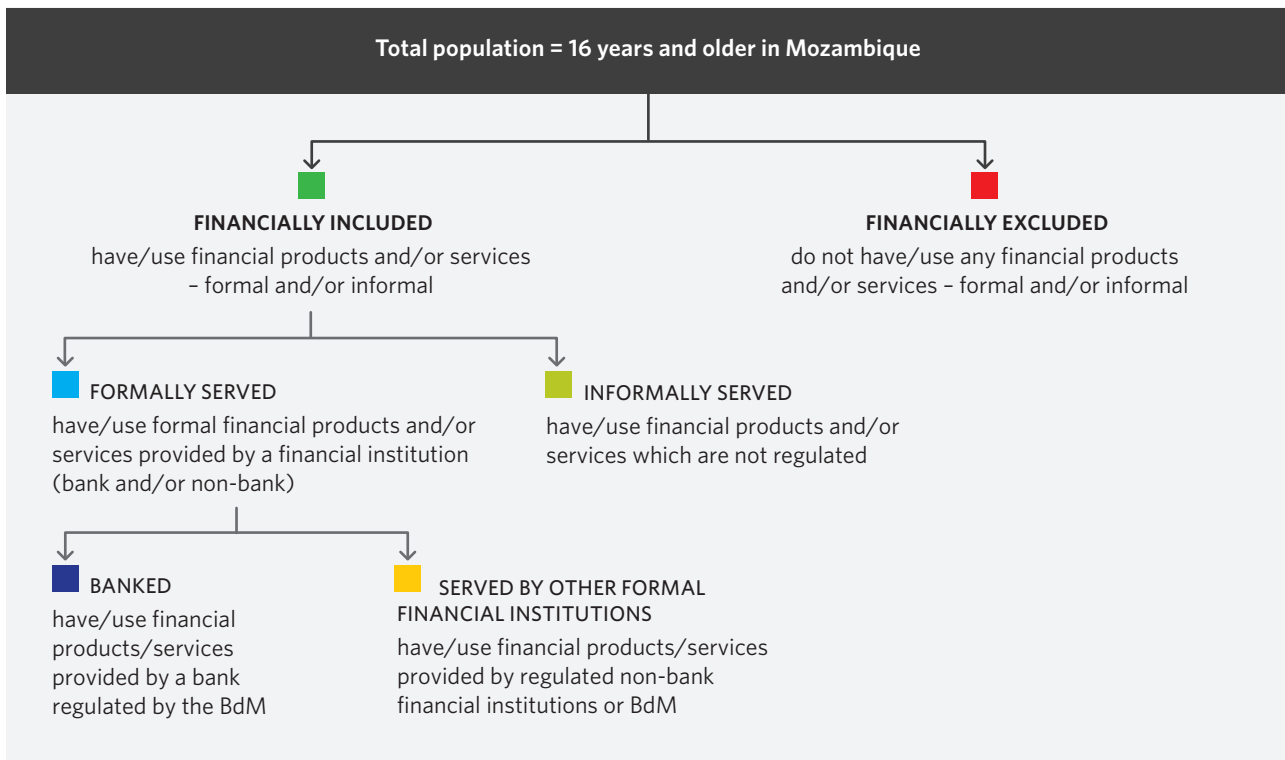 Total population = 16 years and older in Mozambique
FINANCIALLY INCLUDED
have/use financial products and/or services
– formal and/or informal
FINANCIALLY EXCLUDED
do not have/use any financial products
and/or services – formal and/or informal
FORMALLY SERVED
have/use formal financial products and/or
services provided by a financial institution
(bank and/or non-bank)
INFORMALLY SERVED
have/use financial products and/or
services which are not regulated
BANKED
have/use financial
products/services
provided by a bank
regulated by the BdM
SERVED BY OTHER FORMAL
FINANCIAL INSTITUTIONS
have/use financial products/services
provided by regulated non-bank
financial institutions or BdM